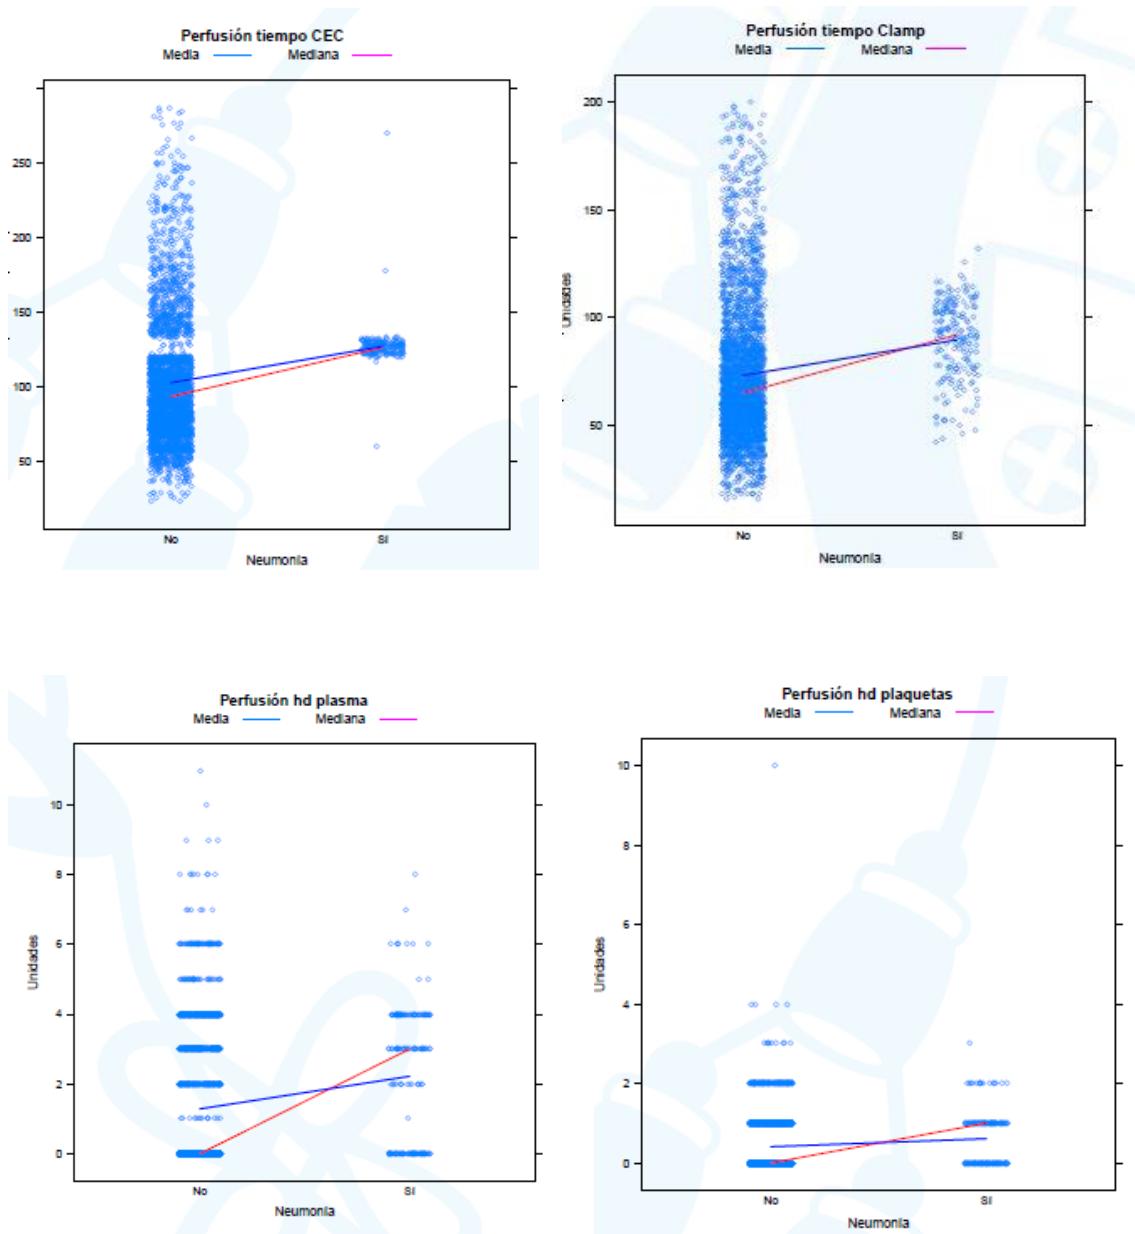 Perfusión tiempo CEC
Media Mediana
250
200
150
100
50
No SI
Neumonia
Perfusión tiempo Clamp
Media Mediana
200
150
100
50
Unidades
No SI
Neumonia
Perfusión hd plasma
Media Mediana
10
8
6
4
2
0
Unidades
No SI
Neumonia
Perfusión hd plaquetas
Media Mediana
10
8
6
4
2
0
Unidades
No SI
Neumonia